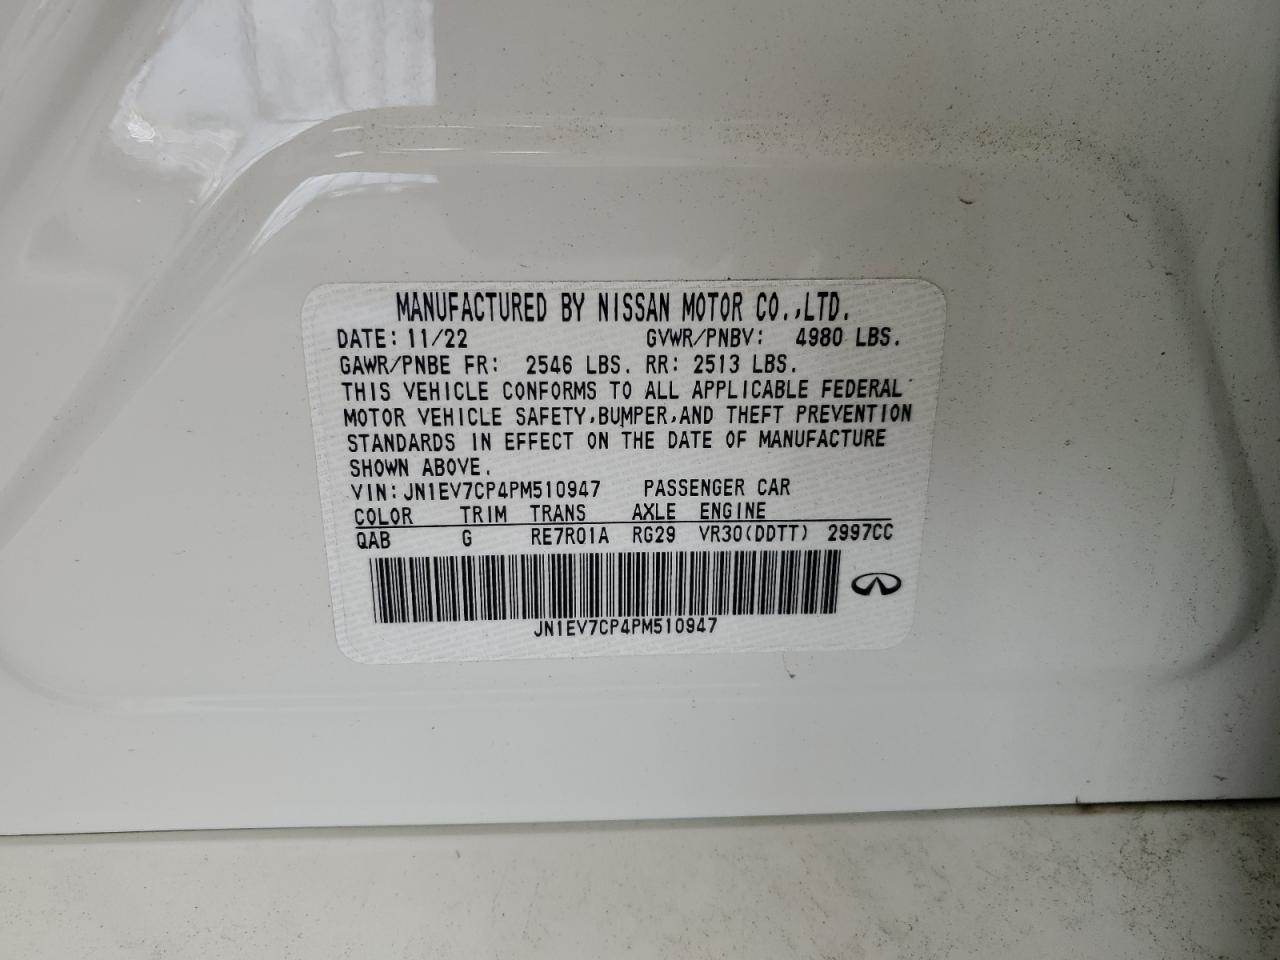 MANUFACTURED BY NISSAN MOTOR CO.,LTD.
DATE: 11/22 GVWR/PNBV: 4980 LBS.
GAWR/PNBE FR: 2546 LBS. RR: 2513 LBS.
THIS VEHICLE CONFORMS TO ALL APPLICABLE FEDERAL
MOTOR VEHICLE SAFETY,BUMPER,AND THEFT PREVENTION
STANDARDS IN EFFECT ON THE DATE OF MANUFACTURE
SHOWN ABOVE.
VIN: JN1EV7CP4PM510947 PASSENGER CAR
COLOR TRIM TRANS AXLE ENGINE
QAB G RE7R01A RG29 VR30(DDTT) 2997CC
JN1EV7CP4PM510947